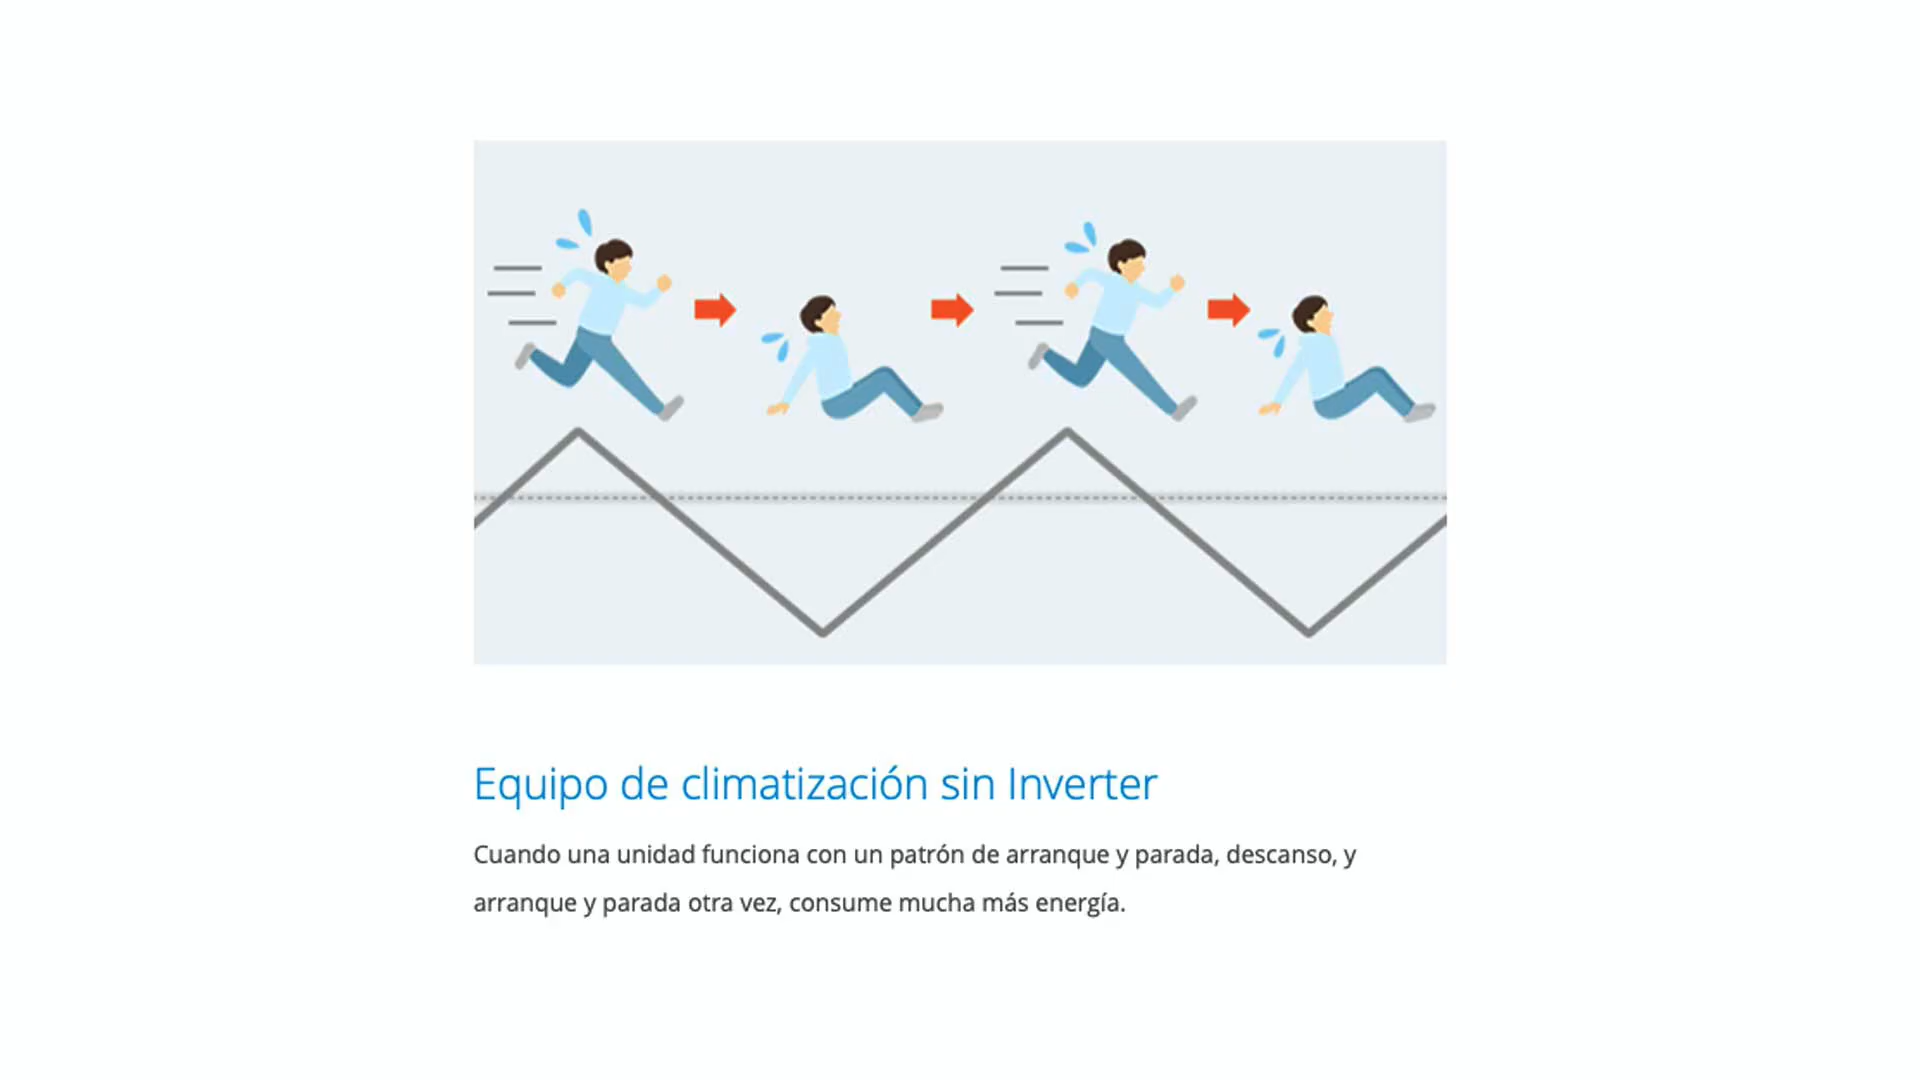 Equipo de climatización sin Inverter
Cuando una unidad funciona con un patrón de arranque y parada, descanso, y
arranque y parada otra vez, consume mucha más energía.